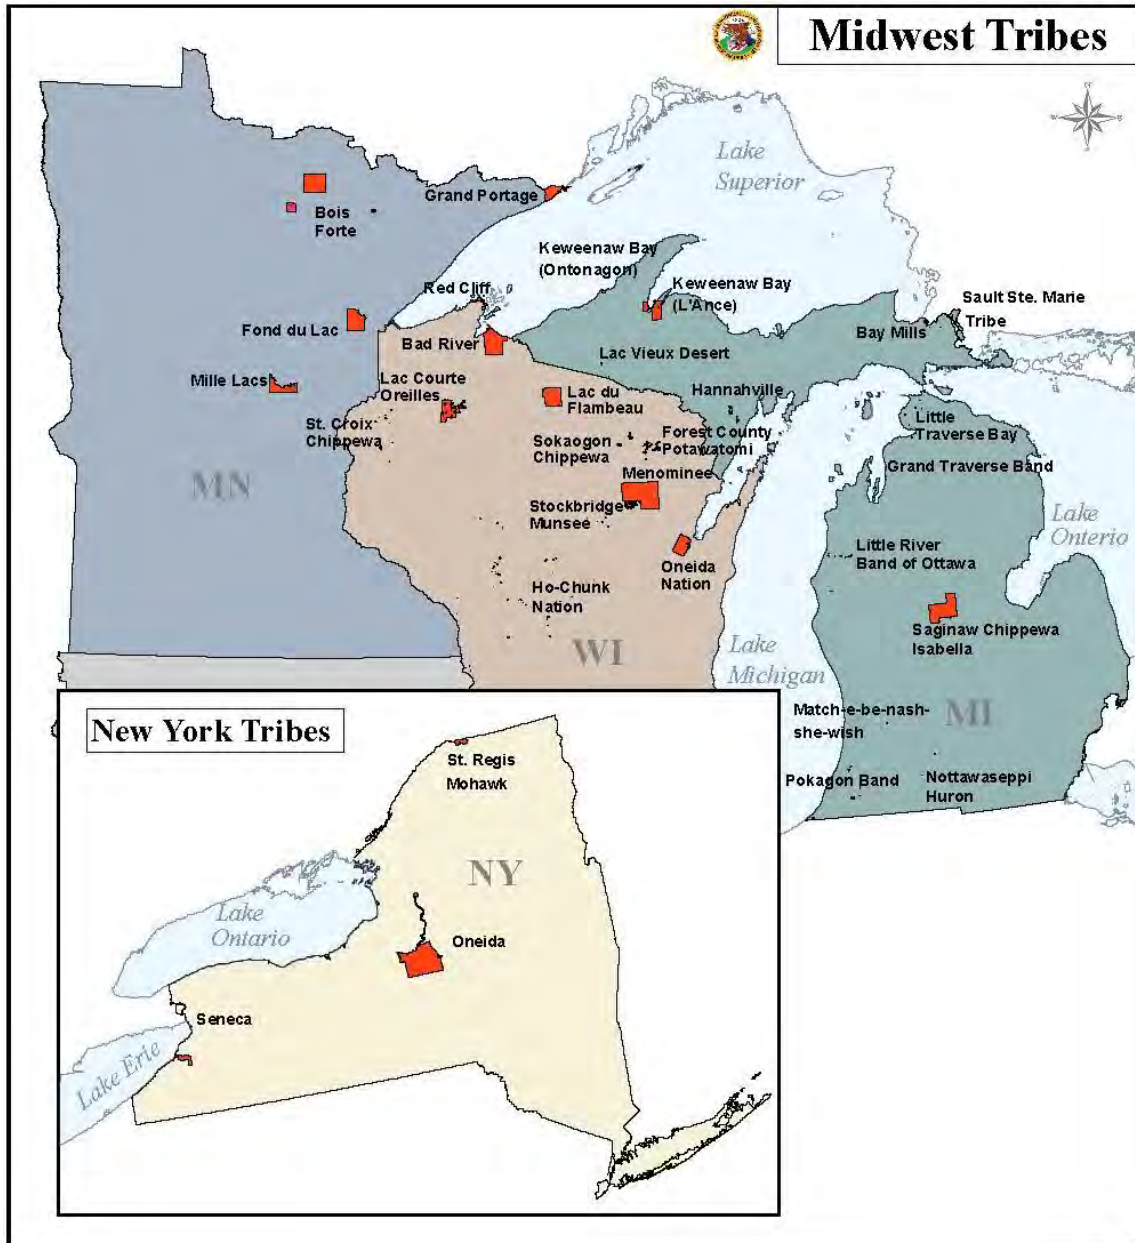 Midwest Tribes
Lake
Superior
Grand Portage
Bois
Forte
Keweenaw Bay
(Ontonagon)
Keweenaw Bay
(L'Ance)
Red Cliff
Sault Ste. Marie
Tribe
Fond du Lac
Bad River
Bay Mills
Lac Vieux Desert
Mille Lacs
Lac Courte
Oreilles
Lac du
Flambeau
Hannahville
St. Croix
Chippewa
Sokaogon
Chippewa
Forest County
Potawatomi
Little
Traverse Bay
Grand Traverse Band
MN
Menominee
Stockbridge
Munsee
Lake
Onterio
Oneida
Nation
Little River
Band of Ottawa
Ho-Chunk
Nation
Saginaw Chippewa
Isabella
WI
Lake
Michigan
Match-e-be-nash-
she-wish
MI
Pokagon Band
Nottawaseppi
Huron
New York Tribes
St. Regis
Mohawk
NY
Lake
Ontario
Oneida
Seneca
Lake Erie